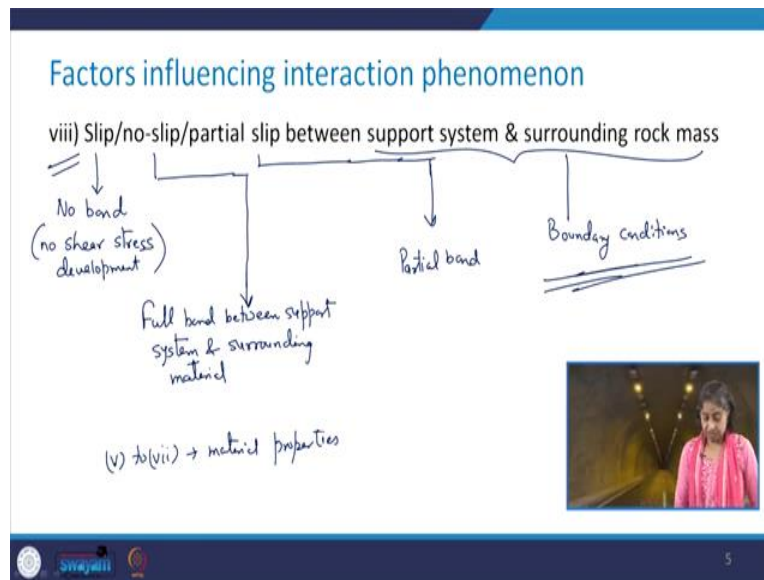 Factors influencing interaction phenomenon
viii) Slip/no-slip/partial slip between support system & surrounding rock mass
No bond
(no shear stress
development)
Partial bond
Boundary conditions
Full bond between support
system & surrounding
material
(v) to (vii) → material properties
swayam
5